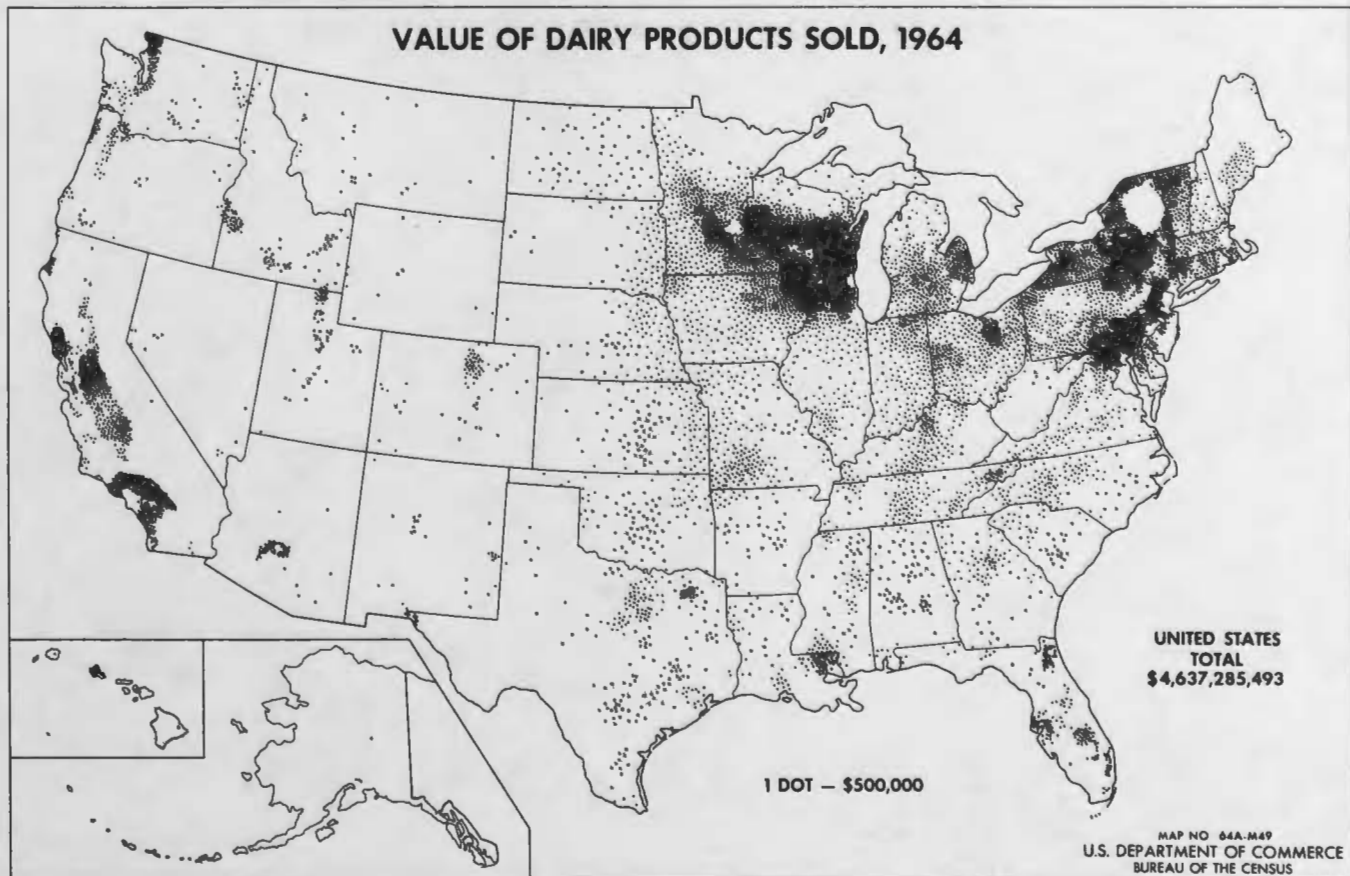 VALUE OF DAIRY PRODUCTS SOLD, 1964
UNITED STATES
TOTAL
$4,637,285,493
1 DOT — $500,000
MAP NO 64A-M49
U.S. DEPARTMENT OF COMMERCE
BUREAU OF THE CENSUS